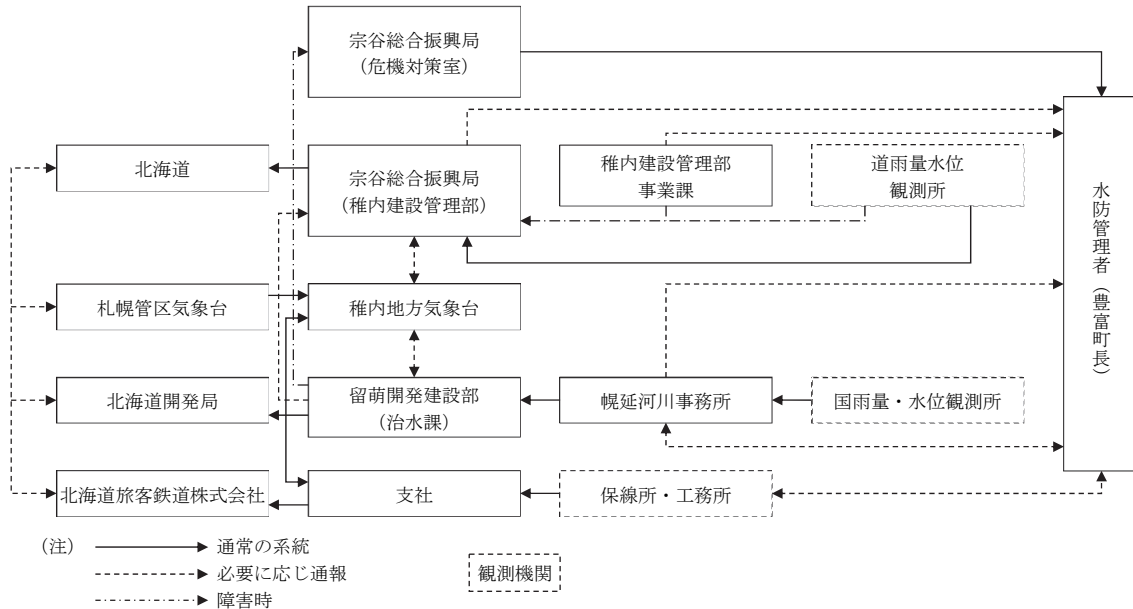 宗谷総合振興局
（危機対策室）
北海道
宗谷総合振興局
（稚内建設管理部）
稚内建設管理部
事業課
道雨量水位
観測所
水防管理者（豊富町長）
札幌管区気象台
稚内地方気象台
北海道開発局
留萌開発建設部
（治水課）
幌延河川事務所
国雨量・水位観測所
北海道旅客鉄道株式会社
支社
保線所・工務所
（注）
通常の系統
必要に応じ通報
障害時
観測機関